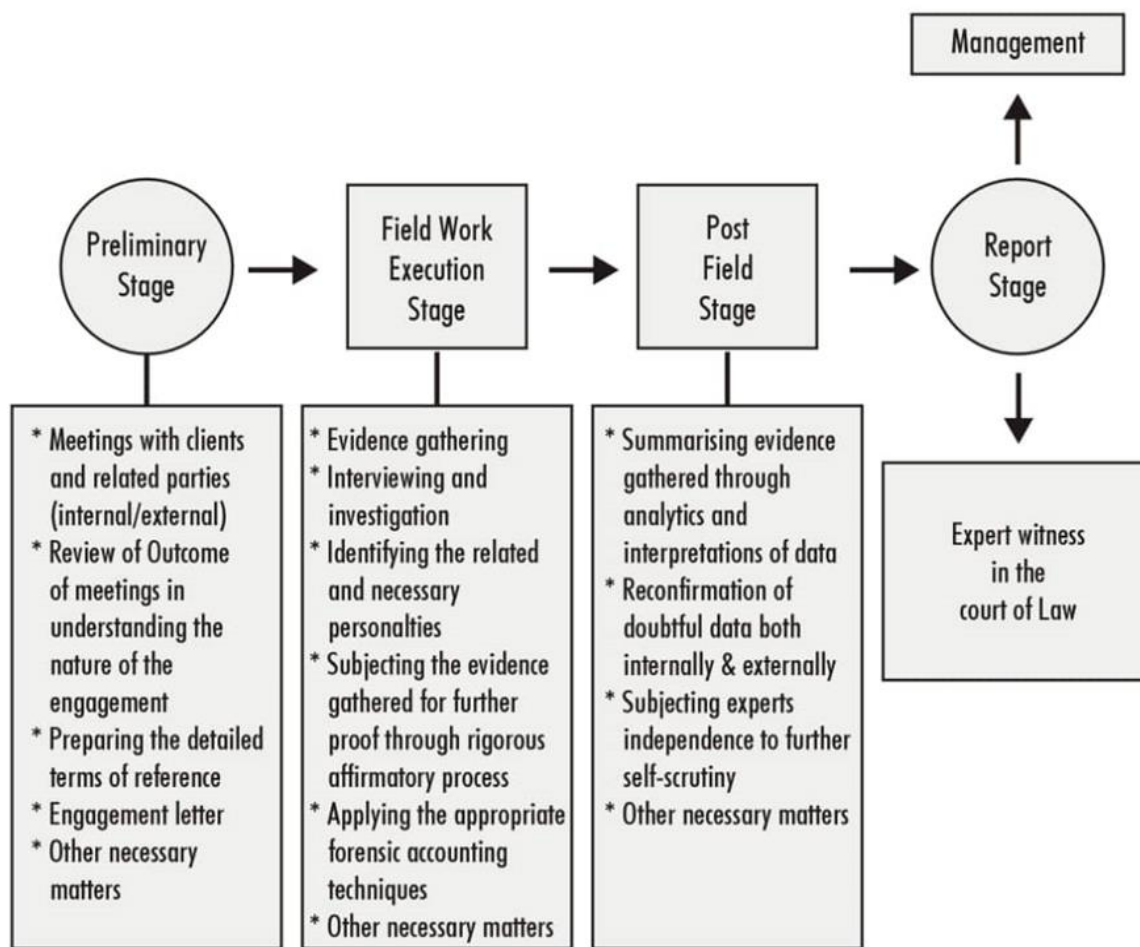 Management
Preliminary
Stage
Field Work
Execution
Stage
Post
Field
Stage
Report
Stage
* Meetings with clients
and related parties
(internal/external)
* Review of Outcome
of meetings in
understanding the
nature of the
engagement
* Preparing the detailed
terms of reference
* Engagement letter
* Other necessary
matters
* Evidence gathering
* Interviewing and
investigation
* Identifying the related
and necessary
personalties
* Subjecting the evidence
gathered for further
proof through rigorous
affirmatory process
* Applying the appropriate
forensic accounting
techniques
* Other necessary matters
* Summarising evidence
gathered through
analytics and
interpretations of data
* Reconfirmation of
doubtful data both
internally & externally
* Subjecting experts
independence to further
self-scrutiny
* Other necessary matters
Expert witness
in the
court of Law